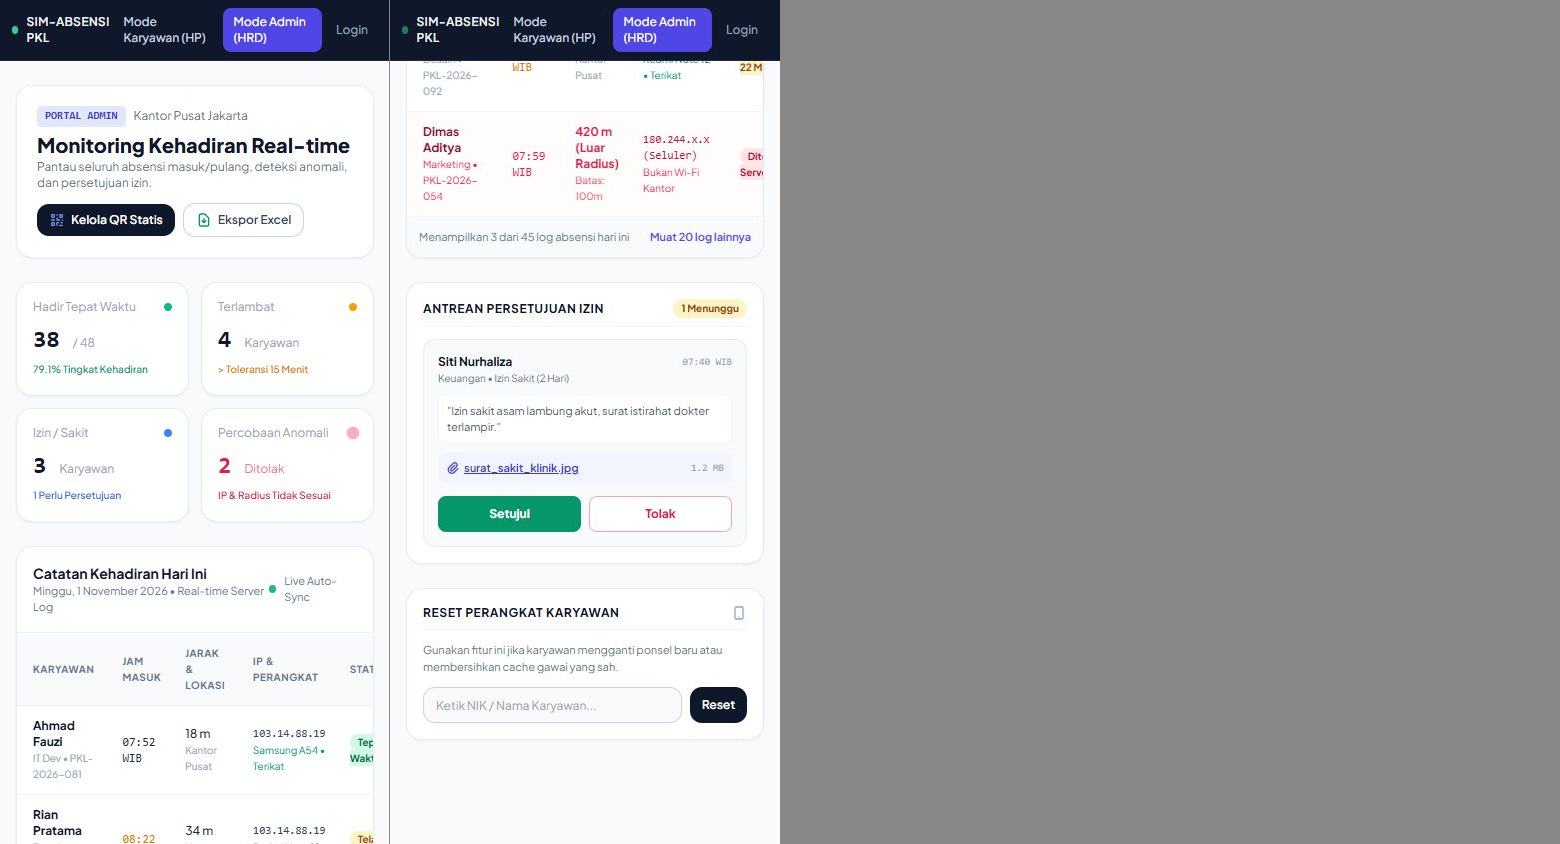 SIM-ABSENSI
PKL
Mode
Karyawan (HP)
Mode Admin
(HRD)
Login
PORTAL ADMIN
Kantor Pusat Jakarta
Monitoring Kehadiran Real-time
Pantau seluruh absensi masuk/pulang, deteksi anomali,
dan persetujuan izin.
Kelola QR Statis
Ekspor Excel
Hadir Tepat Waktu
38 / 48
79.1% Tingkat Kehadiran
Terlambat
4 Karyawan
> Toleransi 15 Menit
Izin / Sakit
3 Karyawan
1 Perlu Persetujuan
Percobaan Anomali
2 Ditolak
IP & Radius Tidak Sesuai
Catatan Kehadiran Hari Ini
Minggu, 1 November 2026 • Real-time Server
Log
Live Auto-
Sync
KARYAWAN
JAM
MASUK
JARAK
&
LOKASI
IP &
PERANGKAT
STAT
Ahmad
Fauzi
IT Dev • PKL-
2026-081
07:52
WIB
18 m
Kantor
Pusat
103.14.88.19
Samsung A54 •
Terikat
Tep
Wakt
Rian
Pratama
08:22
34 m
103.14.88.19
Tela
SIM-ABSENSI
PKL
Mode
Karyawan (HP)
Mode Admin
(HRD)
Login
PKL-2026-
092
WIB
Pusat
• Terikat
22 M
Dimas
Aditya
Marketing •
PKL-2026-
054
07:59
WIB
420 m
(Luar
Radius)
Batas:
100m
180.244.x.x
(Seluler)
Bukan Wi-Fi
Kantor
Dito
Serve
Menampilkan 3 dari 45 log absensi hari ini
Muat 20 log lainnya
ANTREAN PERSETUJUAN IZIN
1 Menunggu
Siti Nurhaliza
07:40 WIB
Keuangan • Izin Sakit (2 Hari)
"Izin sakit asam lambung akut, surat istirahat dokter
terlampir."
surat_sakit_klinik.jpg
1.2 MB
Setujui
Tolak
RESET PERANGKAT KARYAWAN
Gunakan fitur ini jika karyawan mengganti ponsel baru atau
membersihkan cache gawai yang sah.
Ketik NIK / Nama Karyawan...
Reset